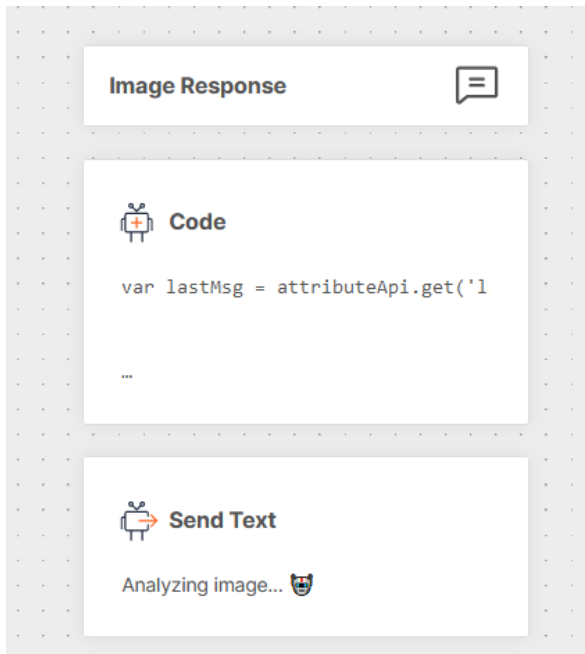 Image Response
Code
var lastMsg = attributeApi.get('l
…
Send Text
Analyzing image... 🤖